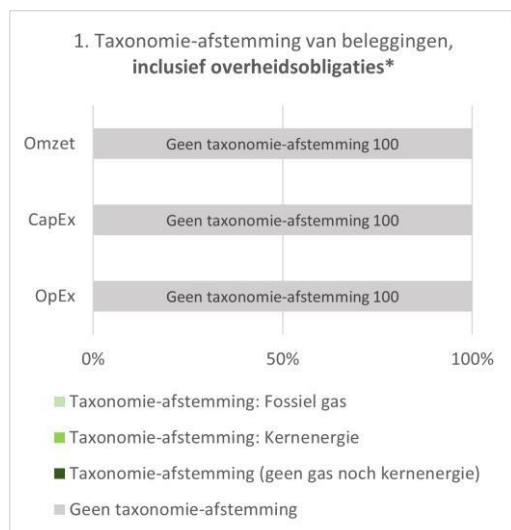 1. Taxonomie-afstemming van beleggingen,
inclusief overheidsobligaties*
Omzet
Geen taxonomie-afstemming 100
CapEx
Geen taxonomie-afstemming 100
OpEx
Geen taxonomie-afstemming 100
0%
50%
100%
Taxonomie-afstemming: Fossiel gas
Taxonomie-afstemming: Kernenergie
Taxonomie-afstemming (geen gas noch kernenergie)
Geen taxonomie-afstemming